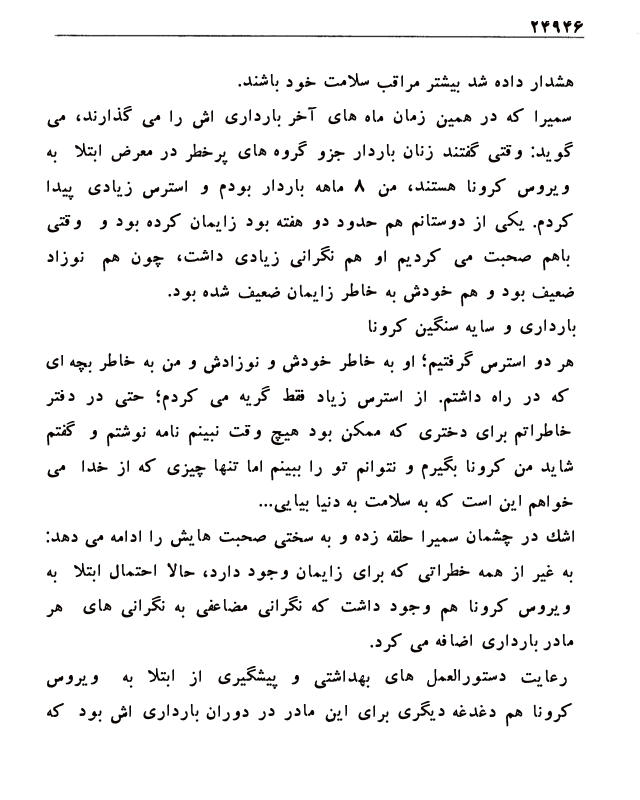 ۲۴۹۴۶
هشدار داده شد بیشتر مراقب سلامت خود باشند.
سمیرا که در همین زمان ماه های آخر بارداری اش را می گذارند، می
گوید: وقتی گفتند زنان باردار جزو گروه های پرخطر در معرض ابتلا به
ویروس کرونا هستند، من ۸ ماهه باردار بودم و استرس زیادی پیدا
کردم. یکی از دوستانم هم حدود دو هفته بود زایمان کرده بود و وقتی
باهم صحبت می کردیم او هم نگرانی زیادی داشت، چون هم نوزاد
ضعیف بود و هم خودش به خاطر زایمان ضعیف شده بود.
بارداری و سایه سنگین کرونا
هر دو استرس گرفتیم؛ او به خاطر خودش و نوزادش و من به خاطر بچه ای
که در راه داشتم. از استرس زیاد فقط گریه می کردم؛ حتی در دفتر
خاطراتم برای دختری که ممکن بود هیچ وقت نبینم نامه نوشتم و گفتم
شاید من کرونا بگیرم و نتوانم تو را ببینم اما تنها چیزی که از خدا می
خواهم این است که به سلامت به دنیا بیایی...
اشك در چشمان سمیرا حلقه زده و به سختی صحبت هایش را ادامه می دهد:
به غیر از همه خطراتی که برای زایمان وجود دارد، حالا احتمال ابتلا به
ویروس کرونا هم وجود داشت که نگرانی مضاعفی به نگرانی های هر
مادر بارداری اضافه می کرد.
رعایت دستورالعمل های بهداشتی و پیشگیری از ابتلا به ویروس
کرونا هم دغدغه دیگری برای این مادر در دوران بارداری اش بود که